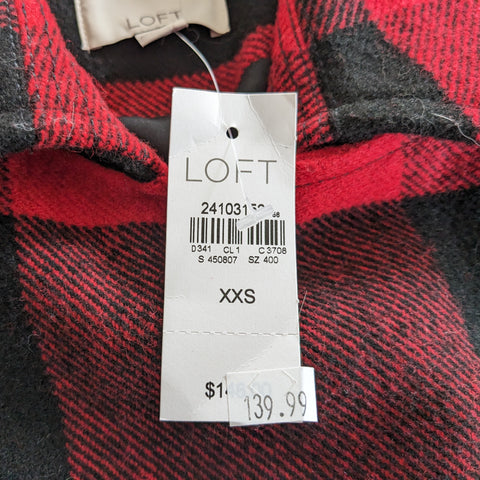 LOFT
LOFT
D341 CL1 C3708
S 450807 SZ 400
XXS
139.99